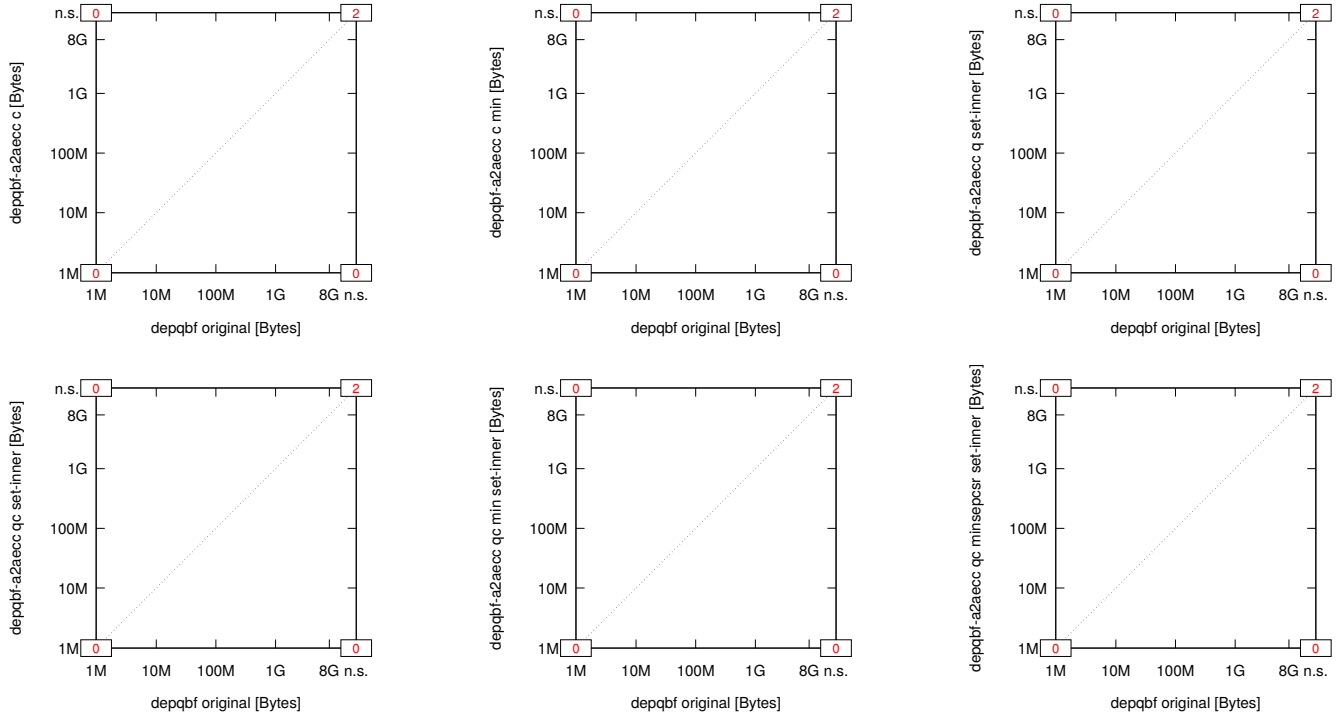 n.s. 0 2
8G
1G
100M
10M
1M 0 0
1M 10M 100M 1G 8G n.s.
depqbf original [Bytes]
depqbf-a2aecc c [Bytes]
n.s. 0 2
8G
1G
100M
10M
1M 0 0
1M 10M 100M 1G 8G n.s.
depqbf original [Bytes]
depqbf-a2aecc c min [Bytes]
n.s. 0 2
8G
1G
100M
10M
1M 0 0
1M 10M 100M 1G 8G n.s.
depqbf original [Bytes]
depqbf-a2aecc q set-inner [Bytes]
n.s. 0 2
8G
1G
100M
10M
1M 0 0
1M 10M 100M 1G 8G n.s.
depqbf original [Bytes]
depqbf-a2aecc qc set-inner [Bytes]
n.s. 0 2
8G
1G
100M
10M
1M 0 0
1M 10M 100M 1G 8G n.s.
depqbf original [Bytes]
depqbf-a2aecc qc min set-inner [Bytes]
n.s. 0 2
8G
1G
100M
10M
1M 0 0
1M 10M 100M 1G 8G n.s.
depqbf original [Bytes]
depqbf-a2aecc qc minsepcsr set-inner [Bytes]